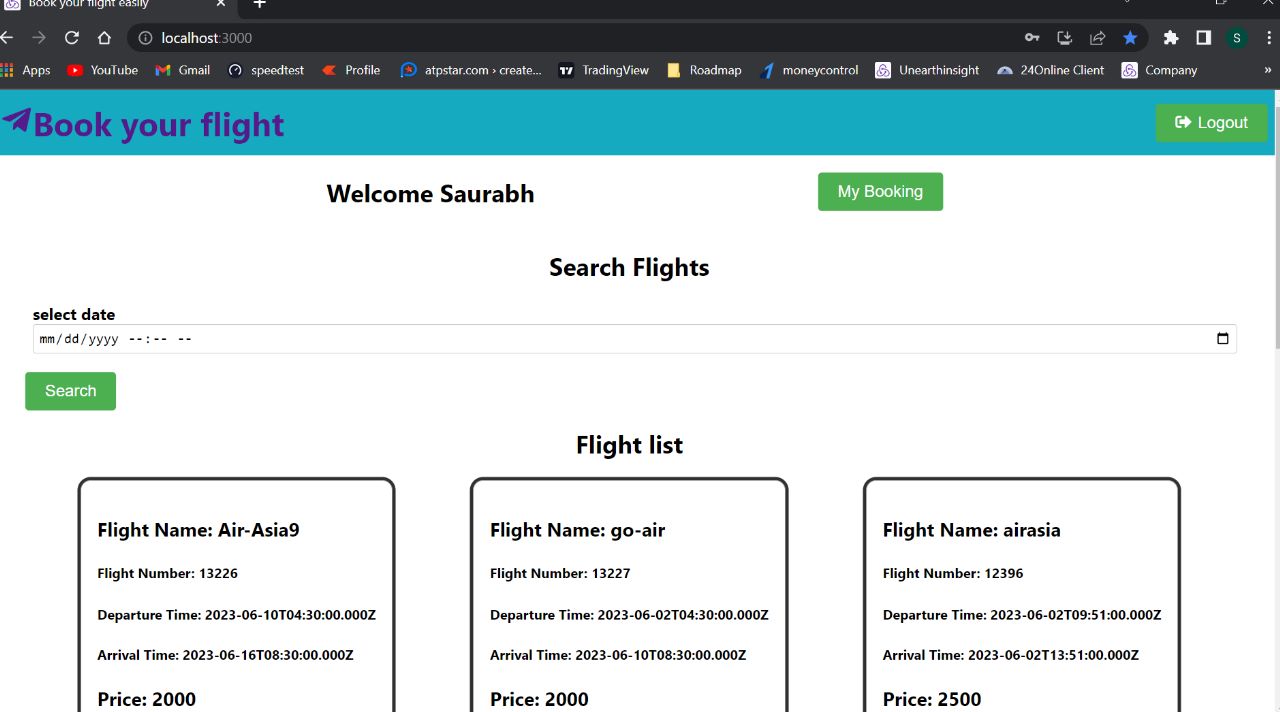 Book your flight easily
localhost:3000
S
Apps YouTube Gmail speedtest Profile atpstar.com › create... TradingView Roadmap moneycontrol Unearthinsight 24Online Client Company »
Book your flight
Logout
Welcome Saurabh
My Booking
Search Flights
select date
mm/dd/yyyy --:-- --
Search
Flight list
Flight Name: Air-Asia9
Flight Number: 13226
Departure Time: 2023-06-10T04:30:00.000Z
Arrival Time: 2023-06-16T08:30:00.000Z
Price: 2000
Flight Name: go-air
Flight Number: 13227
Departure Time: 2023-06-02T04:30:00.000Z
Arrival Time: 2023-06-10T08:30:00.000Z
Price: 2000
Flight Name: airasia
Flight Number: 12396
Departure Time: 2023-06-02T09:51:00.000Z
Arrival Time: 2023-06-02T13:51:00.000Z
Price: 2500